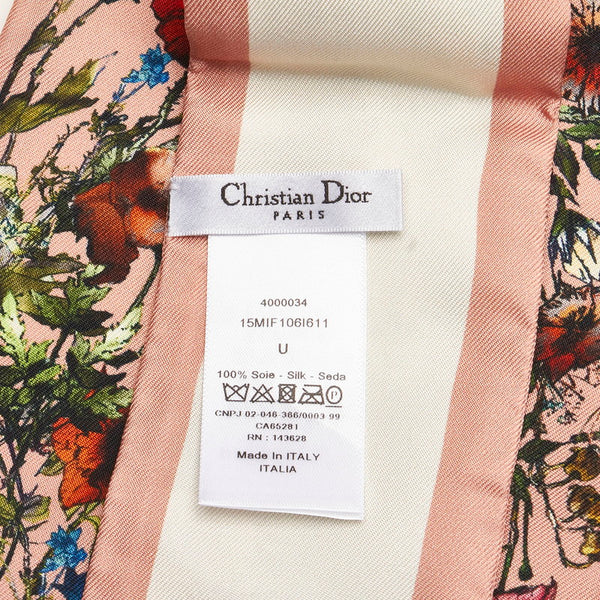 Christian Dior
PARIS
4000034
15MIF106I611
U
100% Soie - Silk - Seda
P
CNPJ 02-046-366/0003-99
CA65281
RN : 143628
Made In ITALY
ITALIA